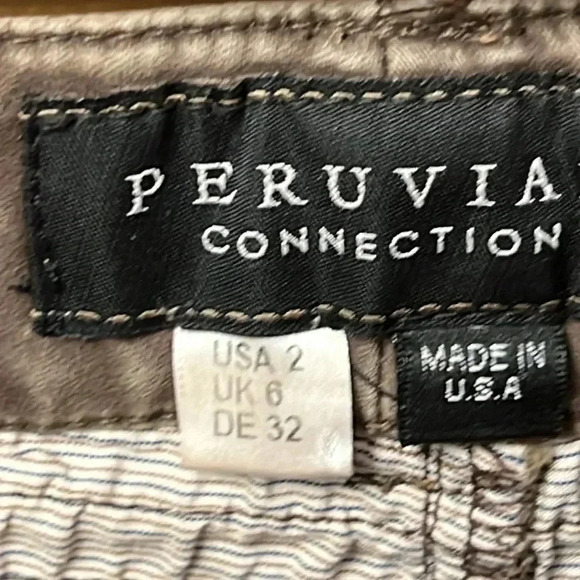 PERUVIA
CONNECTION
USA 2
UK 6
DE 32
MADE IN
U.S.A